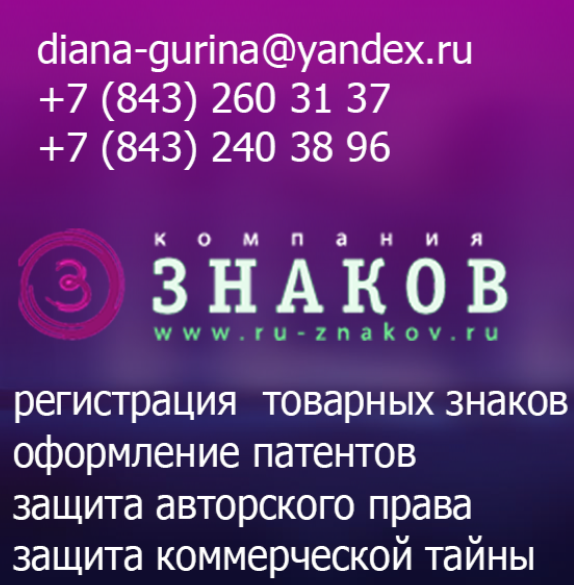 diana-gurina@yandex.ru
+7 (843) 260 31 37
+7 (843) 240 38 96
компания
З
ЗНАКОВ
www.ru-znakov.ru
регистрация товарных знаков
оформление патентов
защита авторского права
защита коммерческой тайны